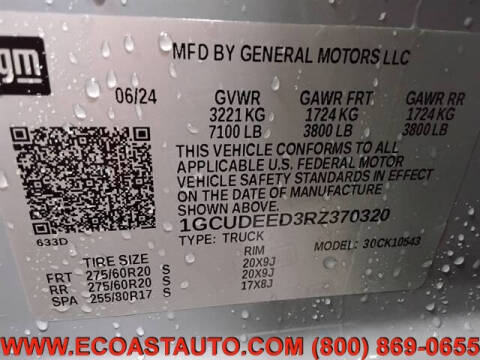 gm
MFD BY GENERAL MOTORS LLC
06/24 GVWR GAWR FRT GAWR RR
3221 KG 1724 KG 1724 KG
7100 LB 3800 LB 3800 LB
THIS VEHICLE CONFORMS TO ALL
APPLICABLE U.S. FEDERAL MOTOR
VEHICLE SAFETY STANDARDS IN EFFECT
ON THE DATE OF MANUFACTURE
SHOWN ABOVE.
1GCUDEED3RZ370320
633D
TYPE: TRUCK MODEL: 30CK10543
TIRE SIZE RIM
FRT 275/60R20 S 20X9J
RR 275/60R20 S 20X9J
SPA 255/80R17 S 17X8J
WWW.ECOASTAUTO.COM (800) 869-0655